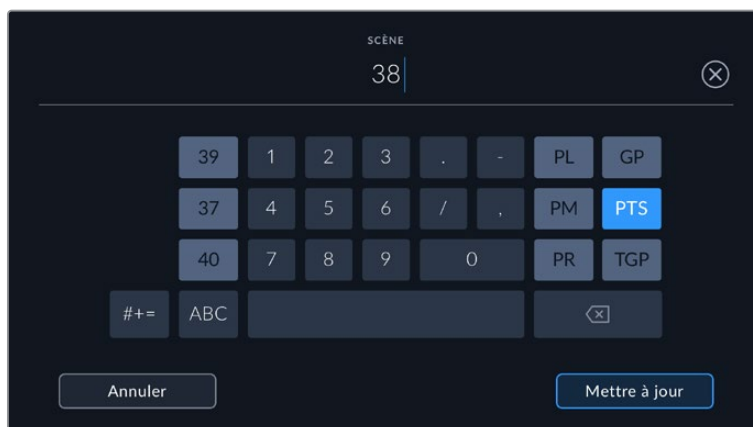 SCÈNE
38
39 1 2 3 . - PL GP
37 4 5 6 / , PM PTS
40 7 8 9 0 PR TGP
#+= ABC
Annuler Mettre à jour